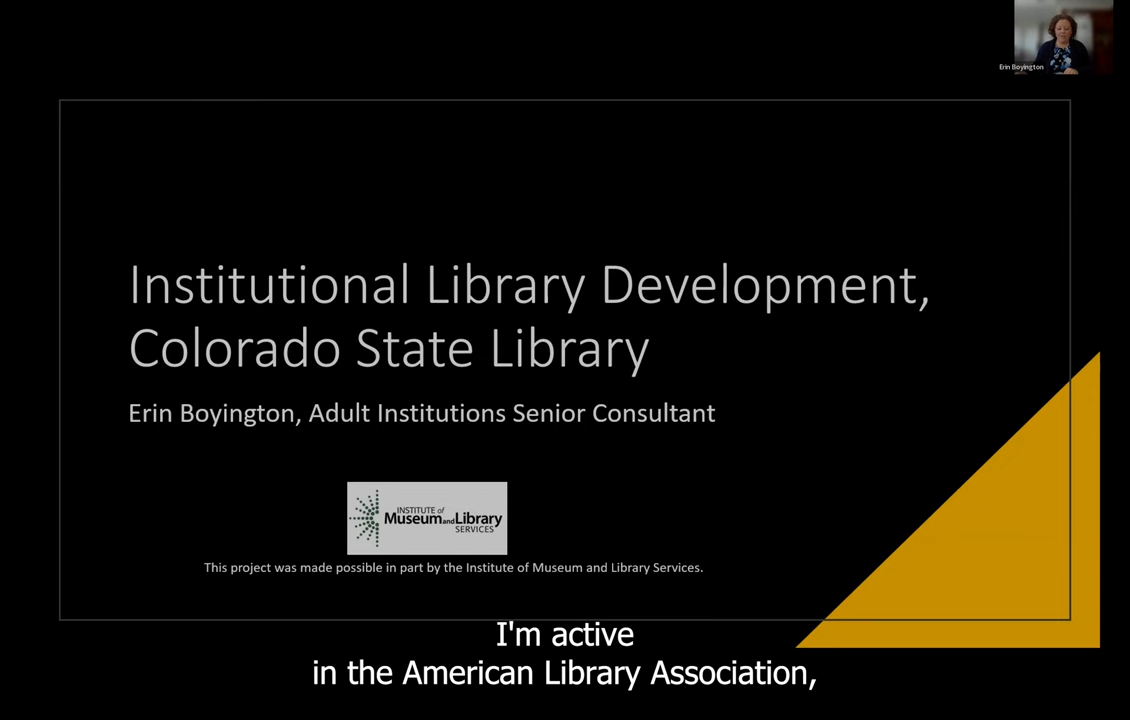 Erin Boyington
Institutional Library Development,
Colorado State Library
Erin Boyington, Adult Institutions Senior Consultant
INSTITUTE of
Museum and Library
SERVICES
This project was made possible in part by the Institute of Museum and Library Services.
I'm active
in the American Library Association,